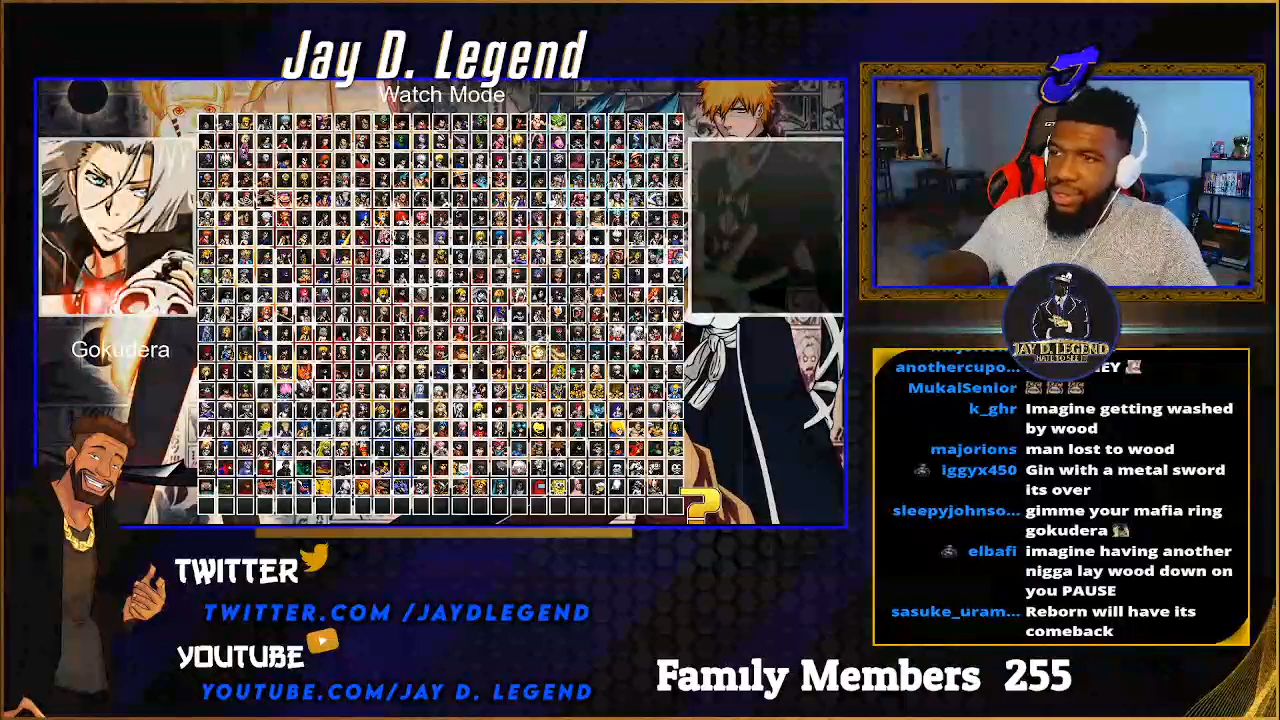 Jay D. Legend
Watch Mode
Gokudera
?
J
JAY D. LEGEND
anothercupo...
MukaiSenior
k_ghr Imagine getting washed
by wood
majorions man lost to wood
iggyx450 Gin with a metal sword
its over
sleepyjohnso... gimme your mafia ring
gokudera
elbafi imagine having another
nigga lay wood down on
you PAUSE
sasuke_uram... Reborn will have its
comeback
TWITTER
TWITTER.COM /JAYDLEGEND
YOUTUBE
YOUTUBE.COM/JAY D. LEGEND
Family Members 255